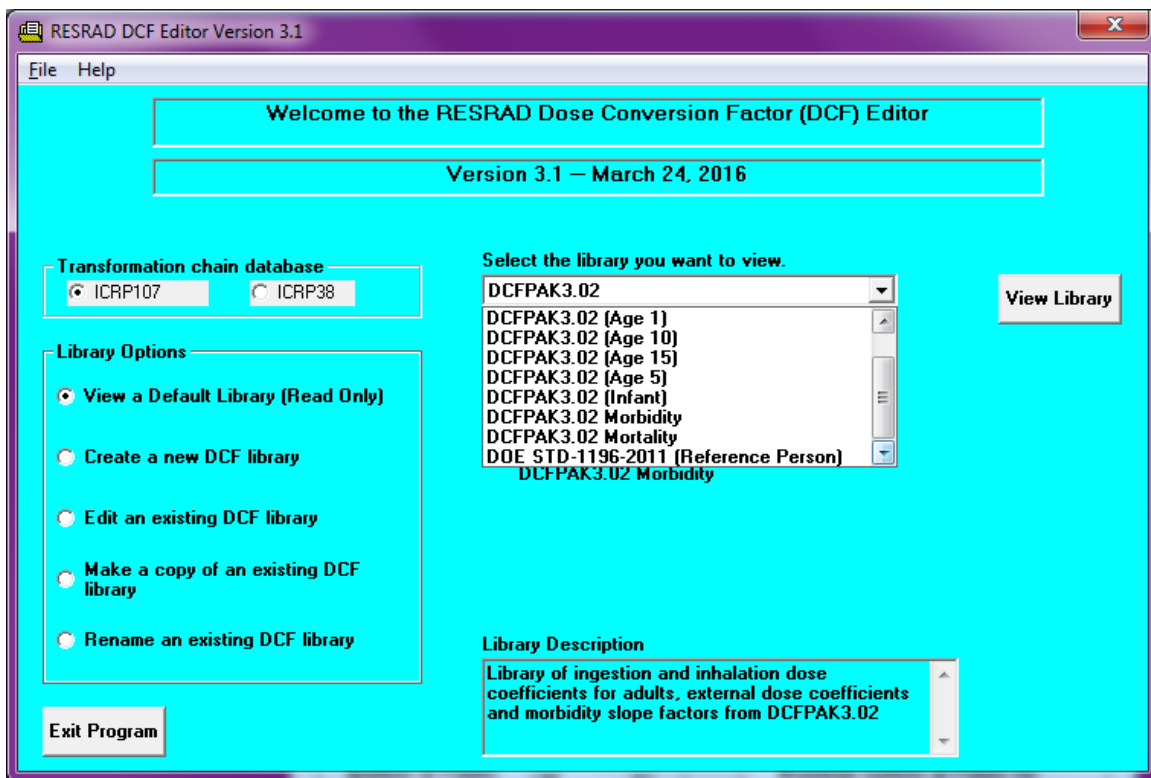 RESRAD DCF Editor Version 3.1
File Help
Welcome to the RESRAD Dose Conversion Factor (DCF) Editor
Version 3.1 — March 24, 2016
Transformation chain database
ICRP107 ICRP38
Library Options
View a Default Library (Read Only)
Create a new DCF library
Edit an existing DCF library
Make a copy of an existing DCF
library
Rename an existing DCF library
Exit Program
Select the library you want to view.
DCFPAK3.02
DCFPAK3.02 (Age 1)
DCFPAK3.02 (Age 10)
DCFPAK3.02 (Age 15)
DCFPAK3.02 (Age 5)
DCFPAK3.02 (Infant)
DCFPAK3.02 Morbidity
DCFPAK3.02 Mortality
DOE STD-1196-2011 (Reference Person)
DCFPAK3.02 Morbidity
View Library
Library Description
Library of ingestion and inhalation dose
coefficients for adults, external dose coefficients
and morbidity slope factors from DCFPAK3.02